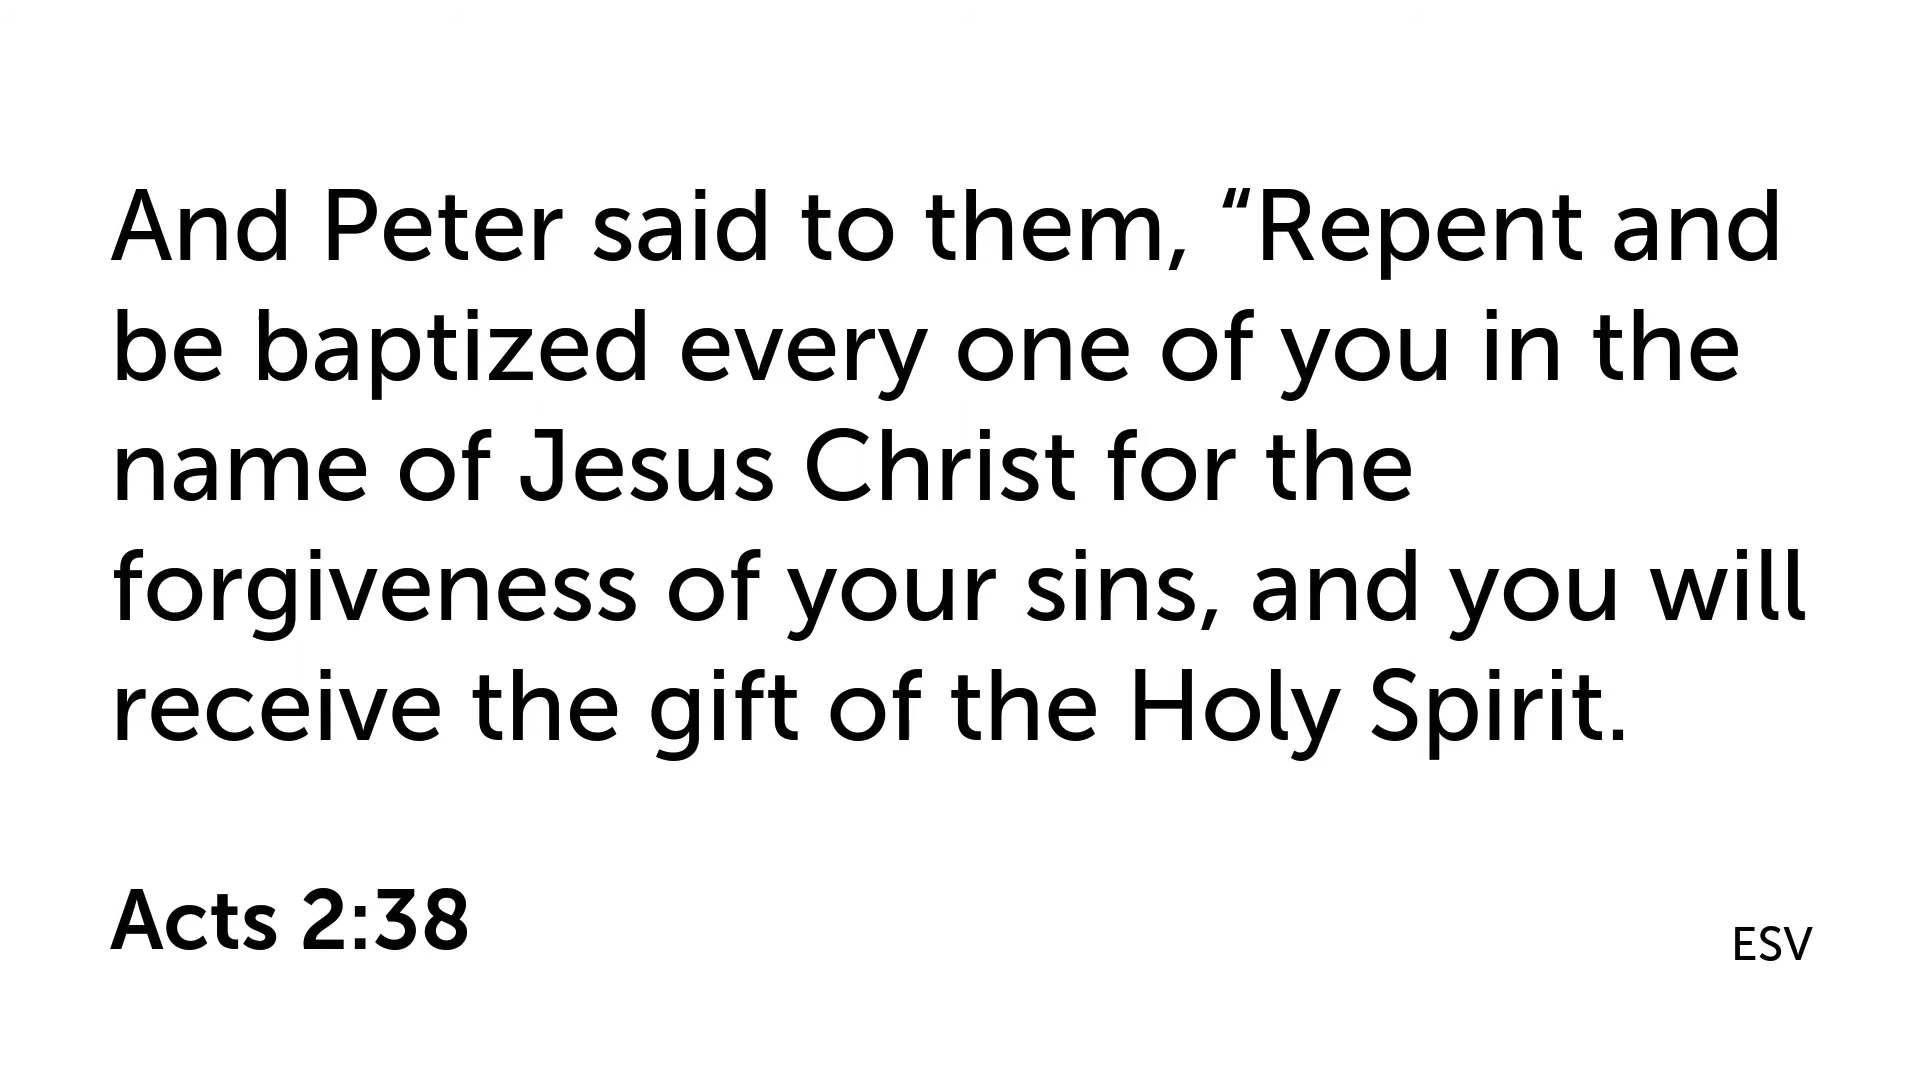 And Peter said to them, “Repent and
be baptized every one of you in the
name of Jesus Christ for the
forgiveness of your sins, and you will
receive the gift of the Holy Spirit.
Acts 2:38
ESV